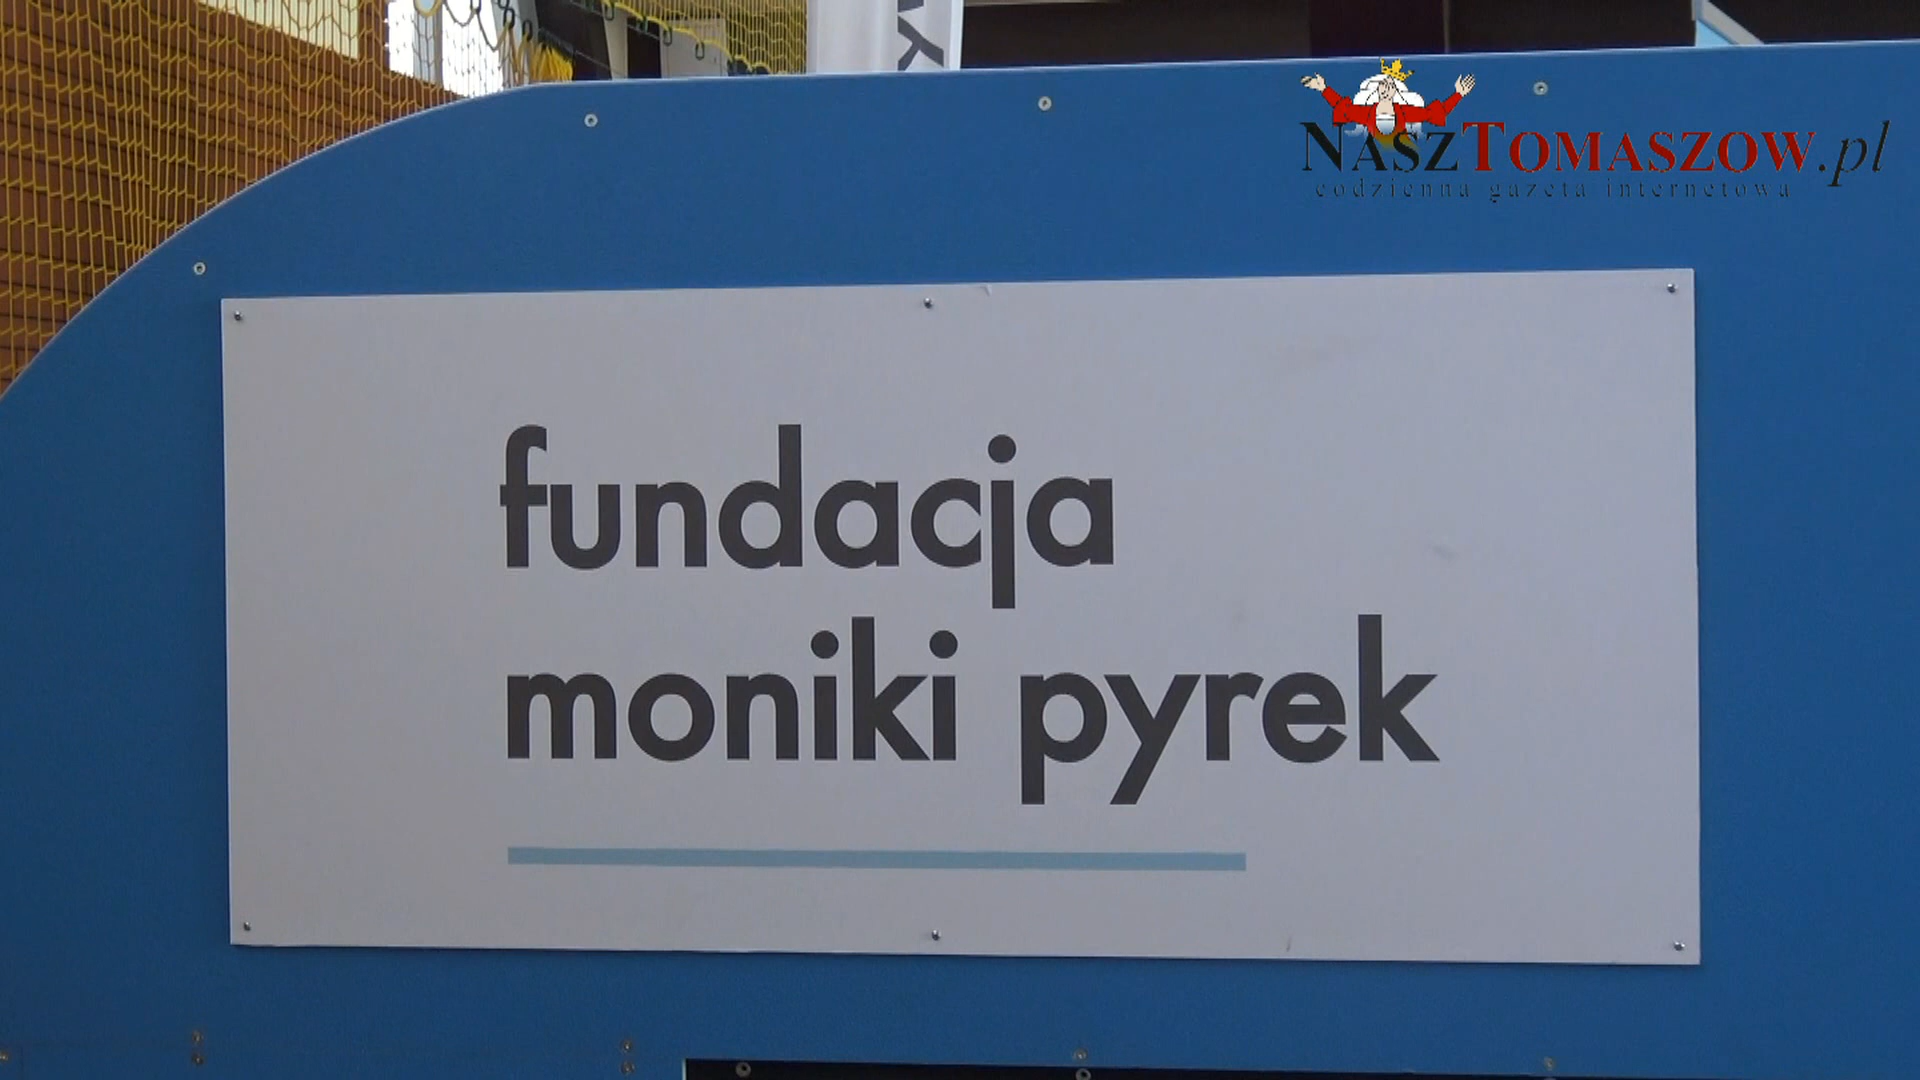 NASZTOMASZOW.pl
codzienna gazeta internetowa
fundacja
moniki pyrek